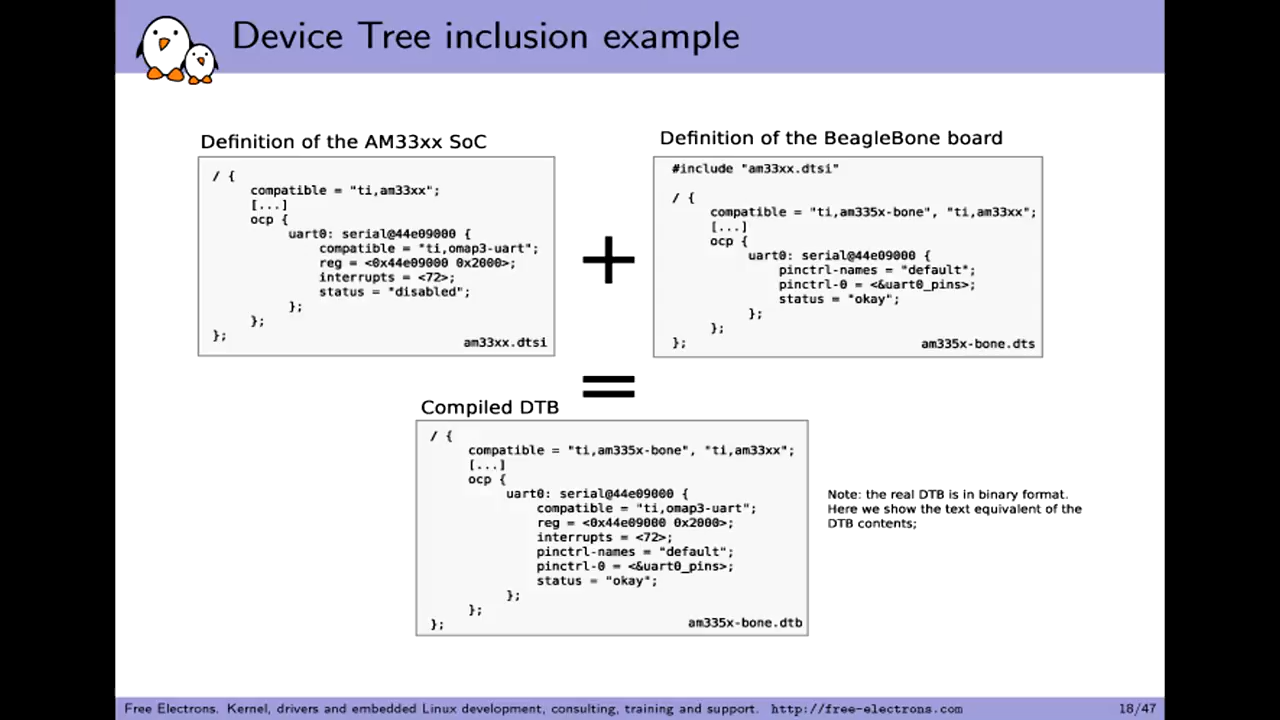 Device Tree inclusion example
Definition of the AM33xx SoC
/ {
compatible = "ti,am33xx";
[...]
ocp {
uart0: serial@44e09000 {
compatible = "ti,omap3-uart";
reg = <0x44e09000 0x2000>;
interrupts = <72>;
status = "disabled";
};
};
};
am33xx.dtsi
+
Definition of the BeagleBone board
#include "am33xx.dtsi"
/ {
compatible = "ti,am335x-bone", "ti,am33xx";
[...]
ocp {
uart0: serial@44e09000 {
pinctrl-names = "default";
pinctrl-0 = <&uart0_pins>;
status = "okay";
};
};
};
am335x-bone.dts
=
Compiled DTB
/ {
compatible = "ti,am335x-bone", "ti,am33xx";
[...]
ocp {
uart0: serial@44e09000 {
compatible = "ti,omap3-uart";
reg = <0x44e09000 0x2000>;
interrupts = <72>;
pinctrl-names = "default";
pinctrl-0 = <&uart0_pins>;
status = "okay";
};
};
};
am335x-bone.dtb
Note: the real DTB is in binary format.
Here we show the text equivalent of the
DTB contents;
Free Electrons. Kernel, drivers and embedded Linux development, consulting, training and support. http://free-electrons.com 18/47